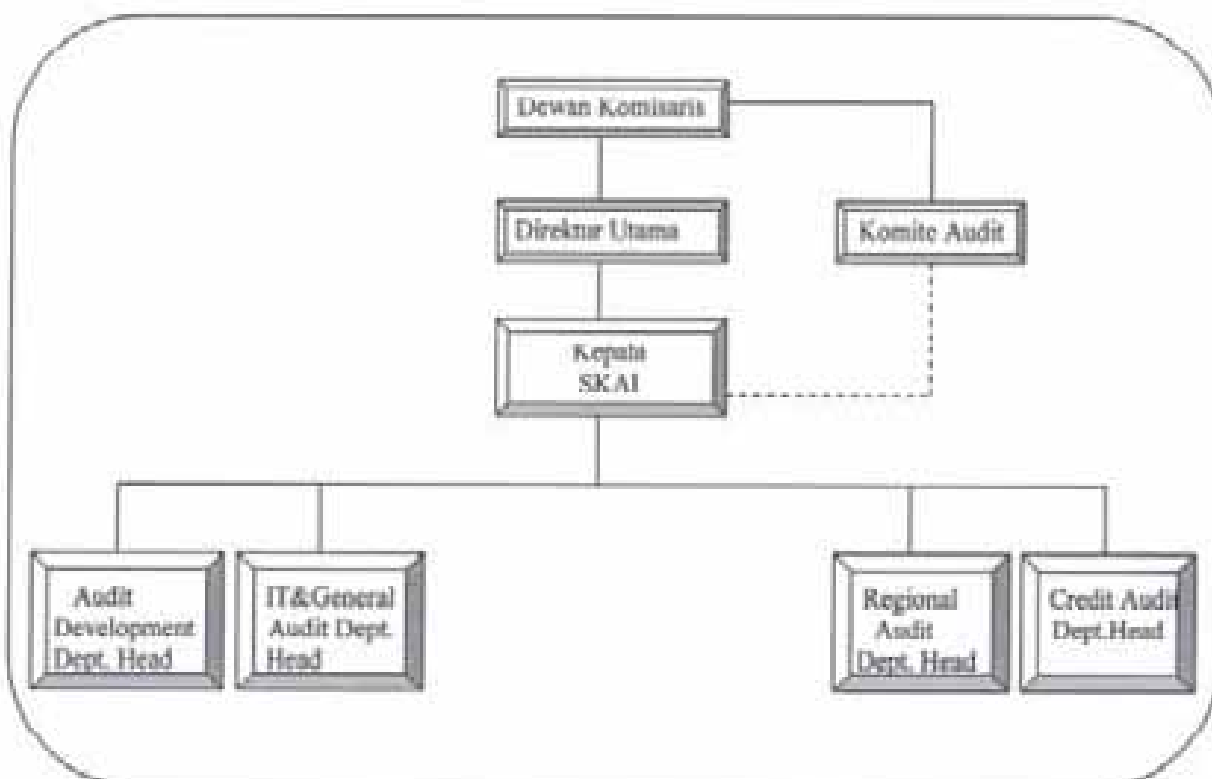 Dewan Komisaris
Direktur Utama
Komite Audit
Kepala
SKAI
Audit
Development
Dept. Head
IT&General
Audit Dept.
Head
Regional
Audit
Dept. Head
Credit Audit
Dept.Head